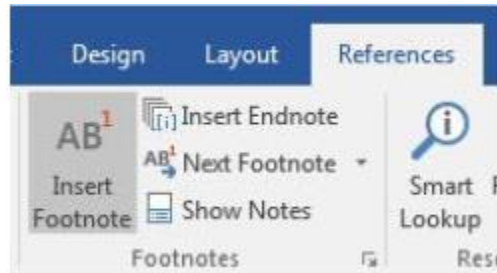 Design Layout References
AB1 Insert Endnote
AB1 Next Footnote
Insert Footnote
Show Notes
Smart Lookup
Footnotes